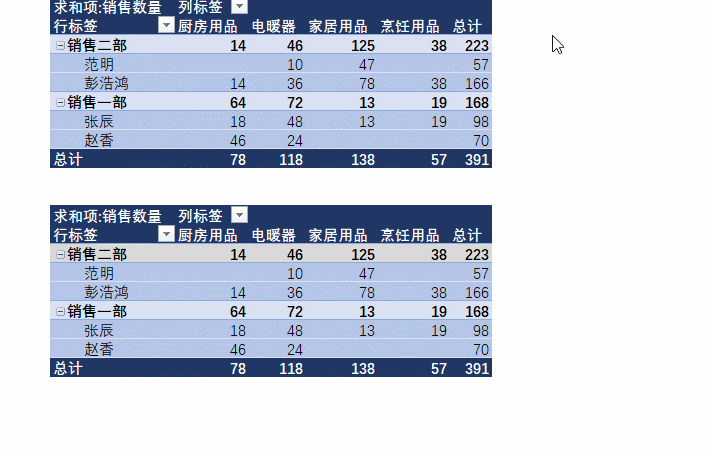 求和项:销售数量 列标签
行标签 厨房用品 电暖器 家居用品 烹饪用品 总计
销售二部 14 46 125 38 223
范明 10 47 57
彭浩鸿 14 36 78 38 166
销售一部 64 72 13 19 168
张辰 18 48 13 19 98
赵香 46 24 70
总计 78 118 138 57 391
求和项:销售数量 列标签
行标签 厨房用品 电暖器 家居用品 烹饪用品 总计
销售二部 14 46 125 38 223
范明 10 47 57
彭浩鸿 14 36 78 38 166
销售一部 64 72 13 19 168
张辰 18 48 13 19 98
赵香 46 24 70
总计 78 118 138 57 391